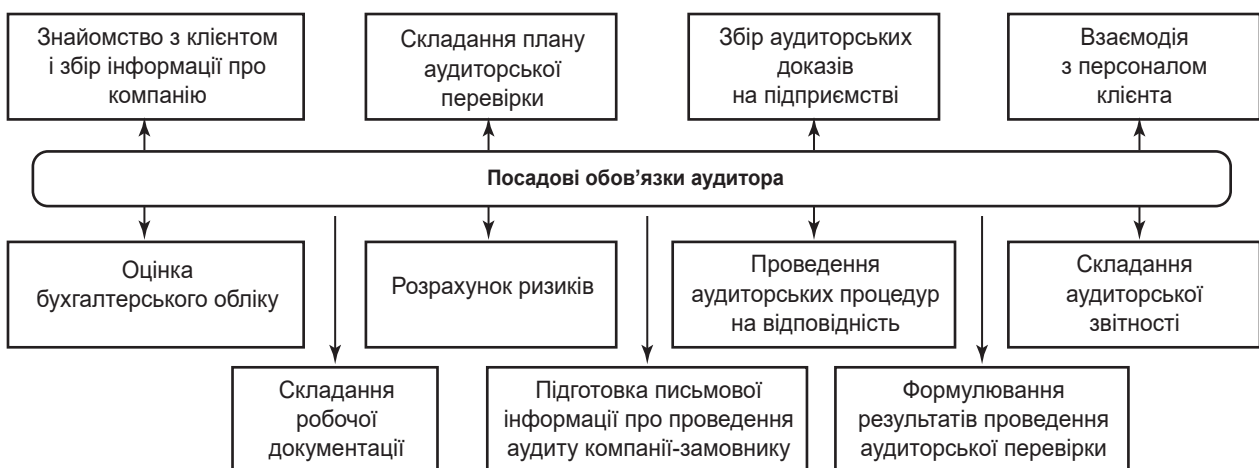 Знайомство з клієнтом
і збір інформації про
компанію
Складання плану
аудиторської
перевірки
Збір аудиторських
доказів
на підприємстві
Взаємодія
з персоналом
клієнта
Посадові обов’язки аудитора
Оцінка
бухгалтерського обліку
Розрахунок ризиків
Проведення
аудиторських процедур
на відповідність
Складання
аудиторської
звітності
Складання
робочої
документації
Підготовка письмової
інформації про проведення
аудиту компанії-замовнику
Формулювання
результатів проведення
аудиторської перевірки